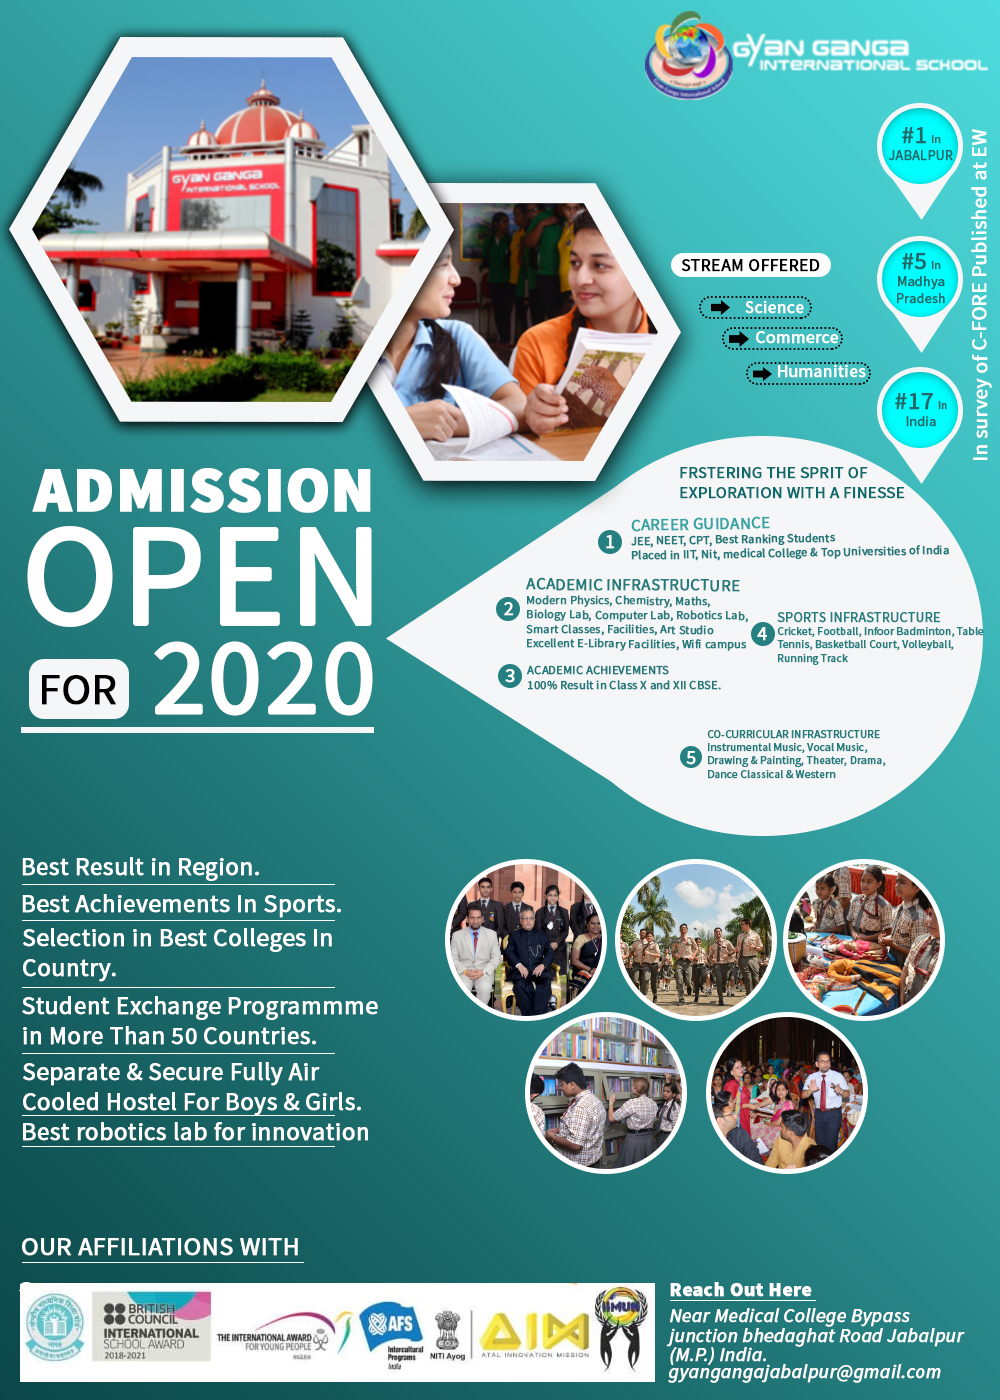 GYAN GANGA
INTERNATIONAL SCHOOL
GYAN GANGA
INTERNATIONAL SCHOOL
#1 In
JABALPUR
#5 In
Madhya
Pradesh
#17 In
India
In survey of C-FORE Published at EW
STREAM OFFERED
Science
Commerce
Humanities
ADMISSION
OPEN
FOR 2020
FRSTERING THE SPRIT OF
EXPLORATION WITH A FINESSE
1 CAREER GUIDANCE
JEE, NEET, CPT, Best Ranking Students
Placed in IIT, Nit, medical College & Top Universities of India
2 ACADEMIC INFRASTRUCTURE
Modern Physics, Chemistry, Maths,
Biology Lab, Computer Lab, Robotics Lab,
Smart Classes, Facilities, Art Studio
Excellent E-Library Facilities, Wifi campus
3 ACADEMIC ACHIEVEMENTS
100% Result in Class X and XII CBSE.
4 SPORTS INFRASTRUCTURE
Cricket, Football, Infoor Badminton, Table
Tennis, Basketball Court, Volleyball,
Running Track
5 CO-CURRICULAR INFRASTRUCTURE
Instrumental Music, Vocal Music,
Drawing & Painting, Theater, Drama,
Dance Classical & Western
Best Result in Region.
Best Achievements In Sports.
Selection in Best Colleges In
Country.
Student Exchange Programmme
in More Than 50 Countries.
Separate & Secure Fully Air
Cooled Hostel For Boys & Girls.
Best robotics lab for innovation
OUR AFFILIATIONS WITH
BRITISH
COUNCIL
INTERNATIONAL
SCHOOL AWARD
2018-2021
THE INTERNATIONAL AWARD
FOR YOUNG PEOPLE
AFS
Intercultural
Programs
India
NITI Aayog
AIM
ATAL INNOVATION MISSION
IIMUN
Reach Out Here
Near Medical College Bypass
junction bhedaghat Road Jabalpur
(M.P.) India.
gyangangajabalpur@gmail.com